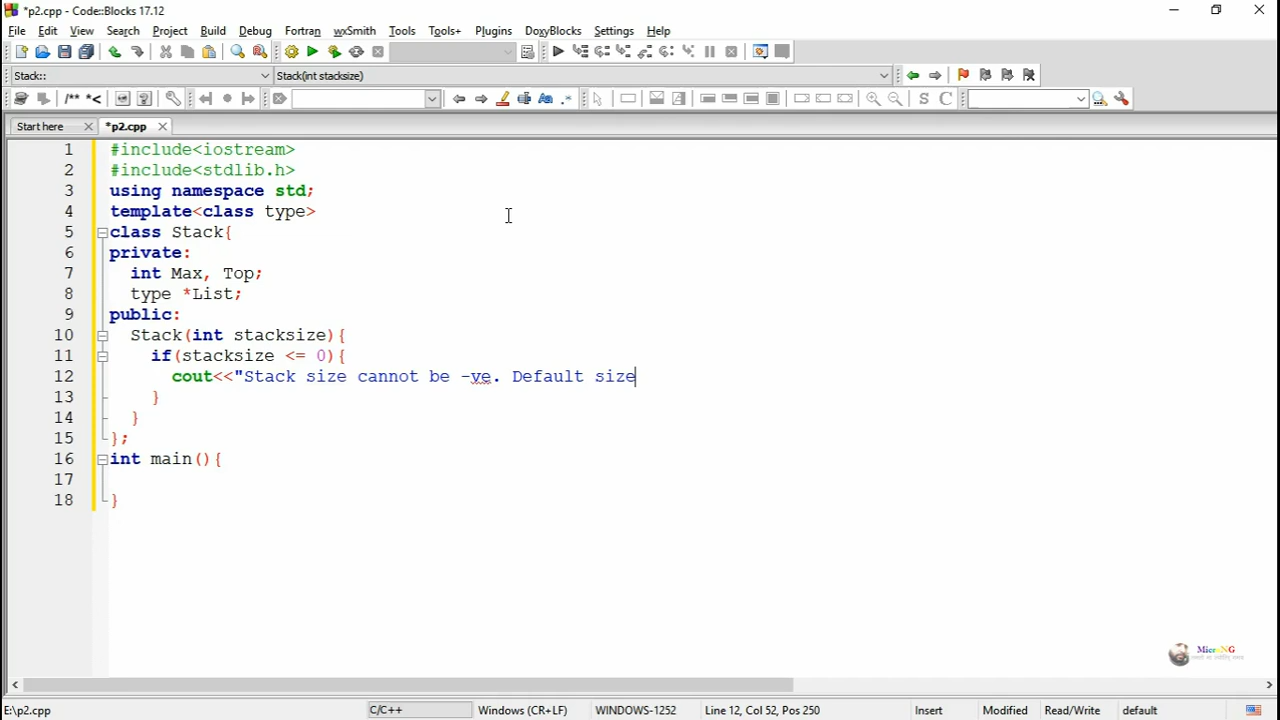 *p2.cpp - Code::Blocks 17.12
File Edit View Search Project Build Debug Fortran wxSmith Tools Tools+ Plugins DoxyBlocks Settings Help
Stack:: Stack(int stacksize)
/** *< S C
Start here *p2.cpp
1 #include<iostream>
2 #include<stdlib.h>
3 using namespace std;
4 template<class type>
5 class Stack{
6 private:
7 int Max, Top;
8 type *List;
9 public:
10 Stack(int stacksize){
11 if(stacksize <= 0){
12 cout<<"Stack size cannot be -ve. Default size
13 }
14 }
15 };
16 int main(){
17
18 }
MicroNG
E:\p2.cpp C/C++ Windows (CR+LF) WINDOWS-1252 Line 12, Col 52, Pos 250 Insert Modified Read/Write default